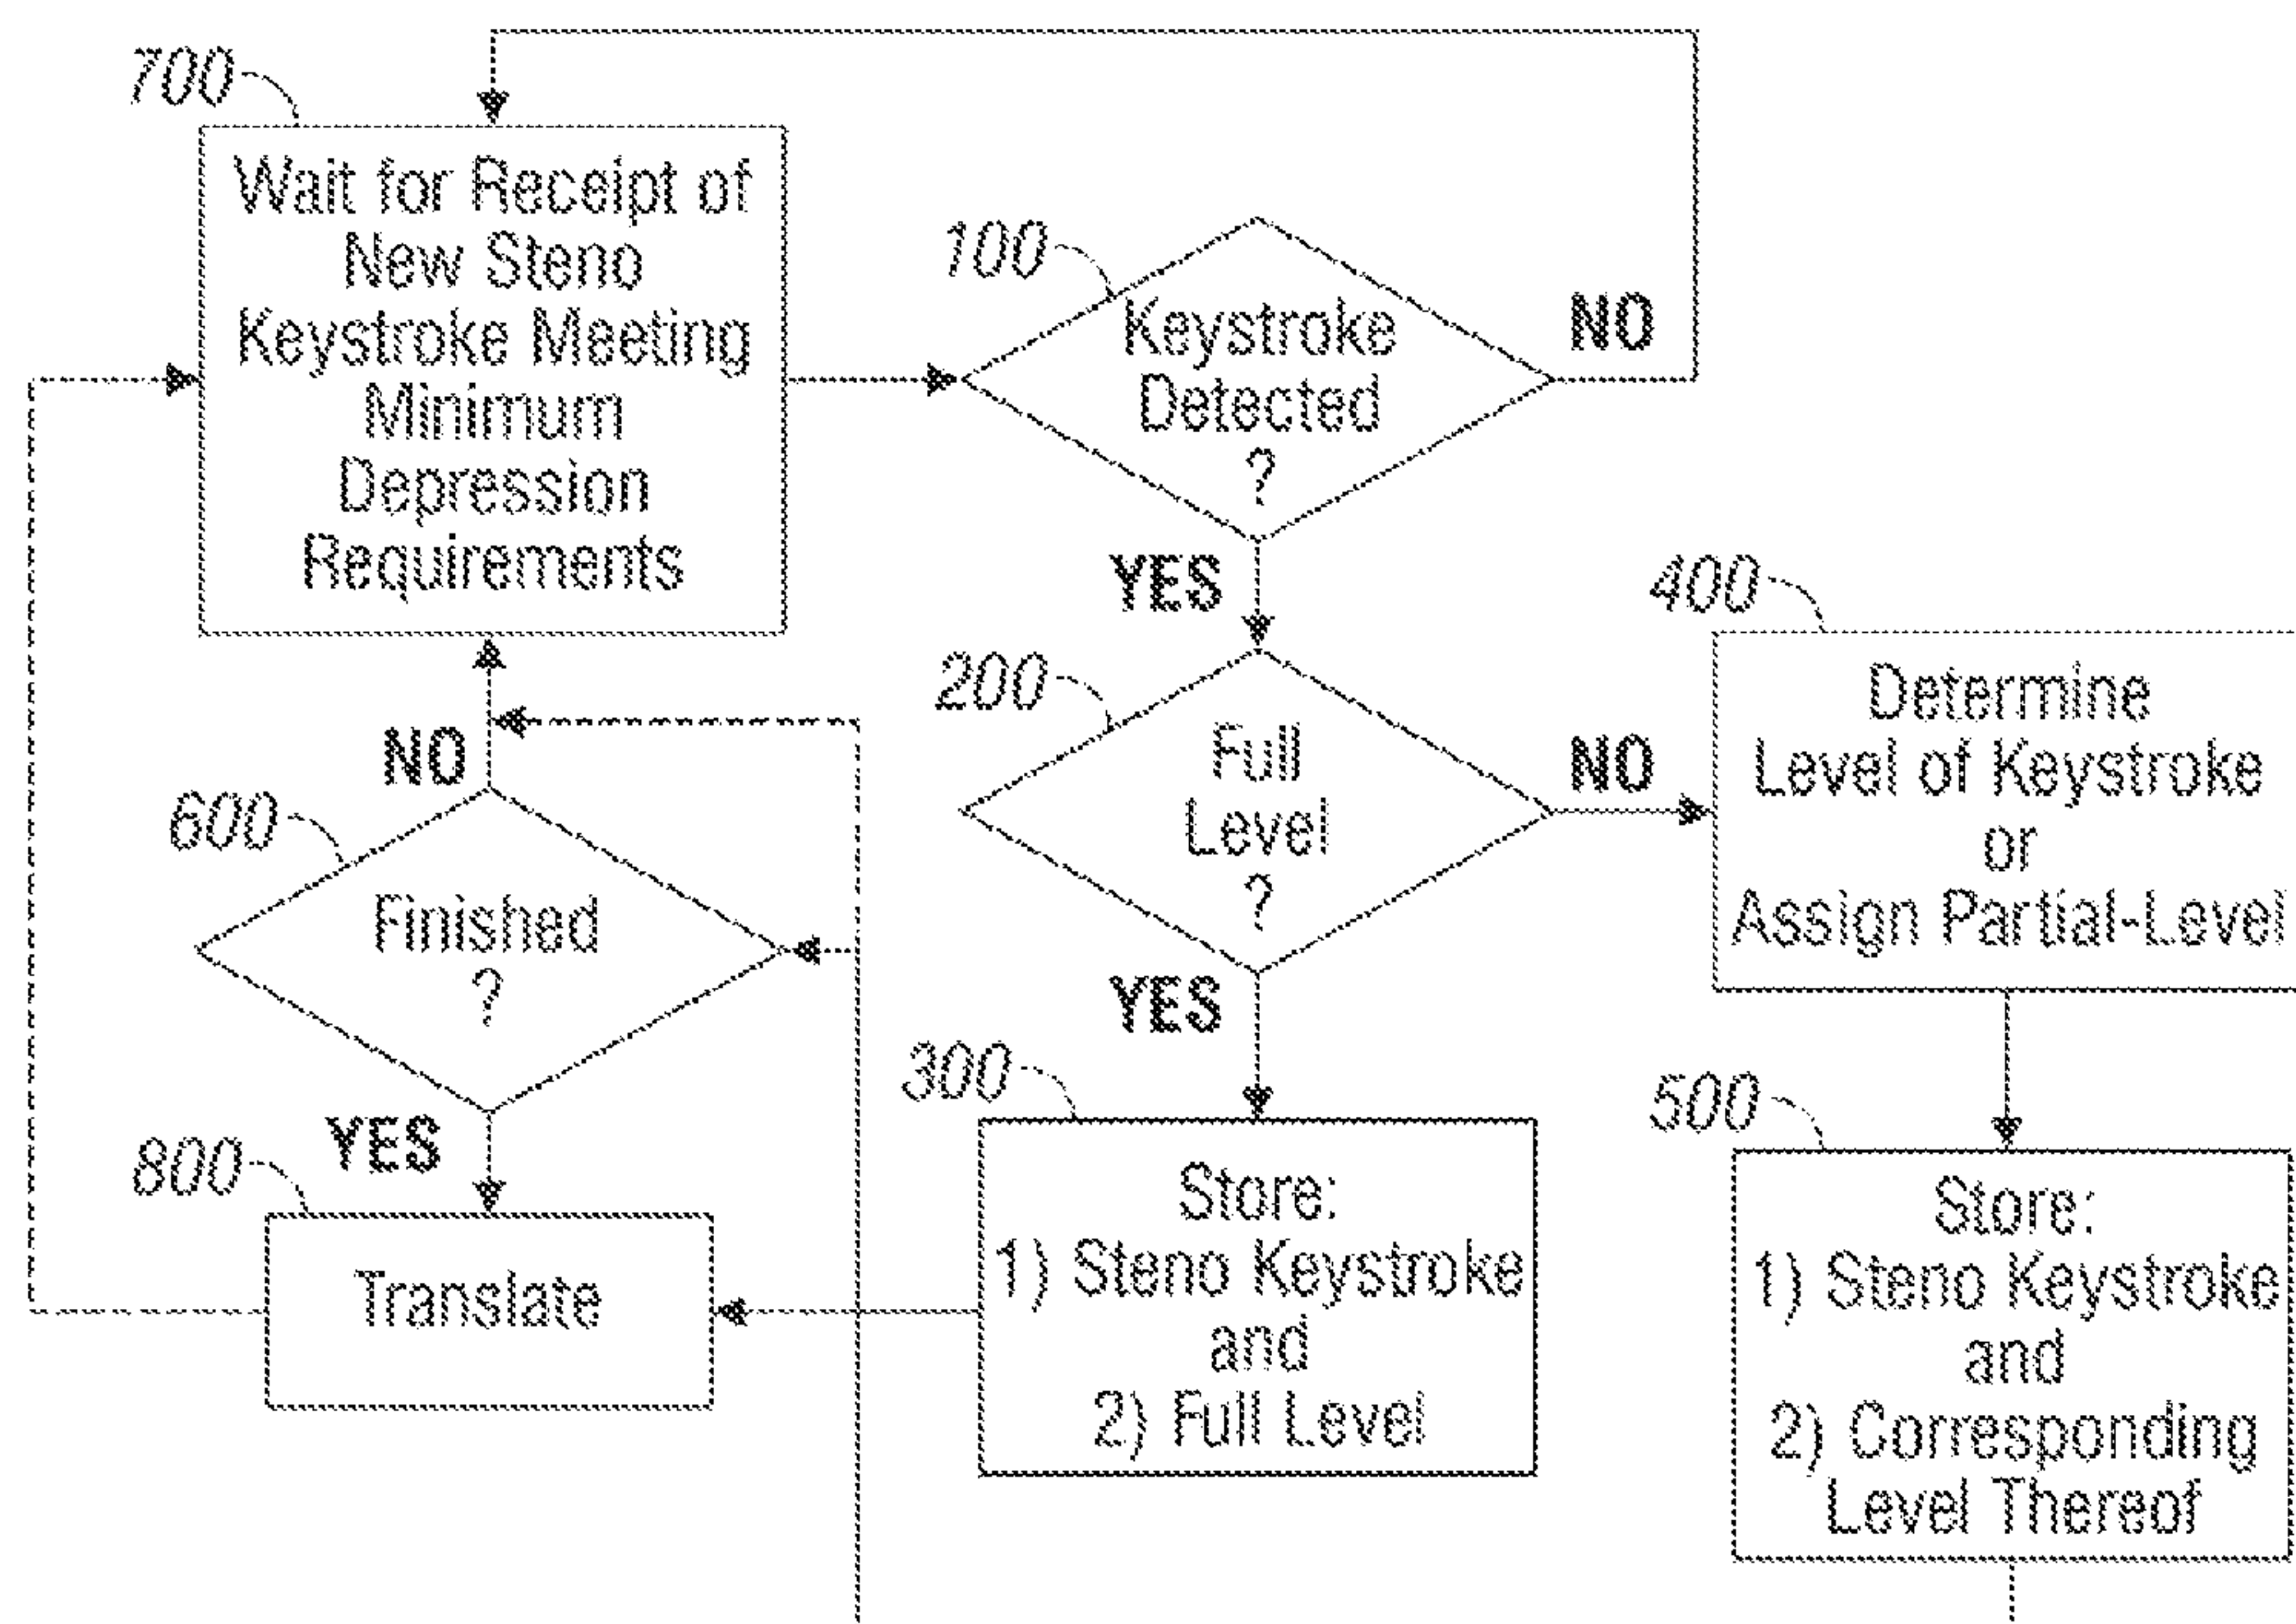 700
Wait for Receipt of
New Steno
Keystroke Meeting
Minimum
Depression
Requirements
100
Keystroke
Detected
?
NO
YES
200
Full
Level
?
NO
YES
400
Determine
Level of Keystroke
or
Assign Partial-Level
600
NO
Finished
?
YES
800
Translate
300
Store:
1) Steno Keystroke
and
2) Full Level
500
Store:
1) Steno Keystroke
and
2) Corresponding
Level Thereof